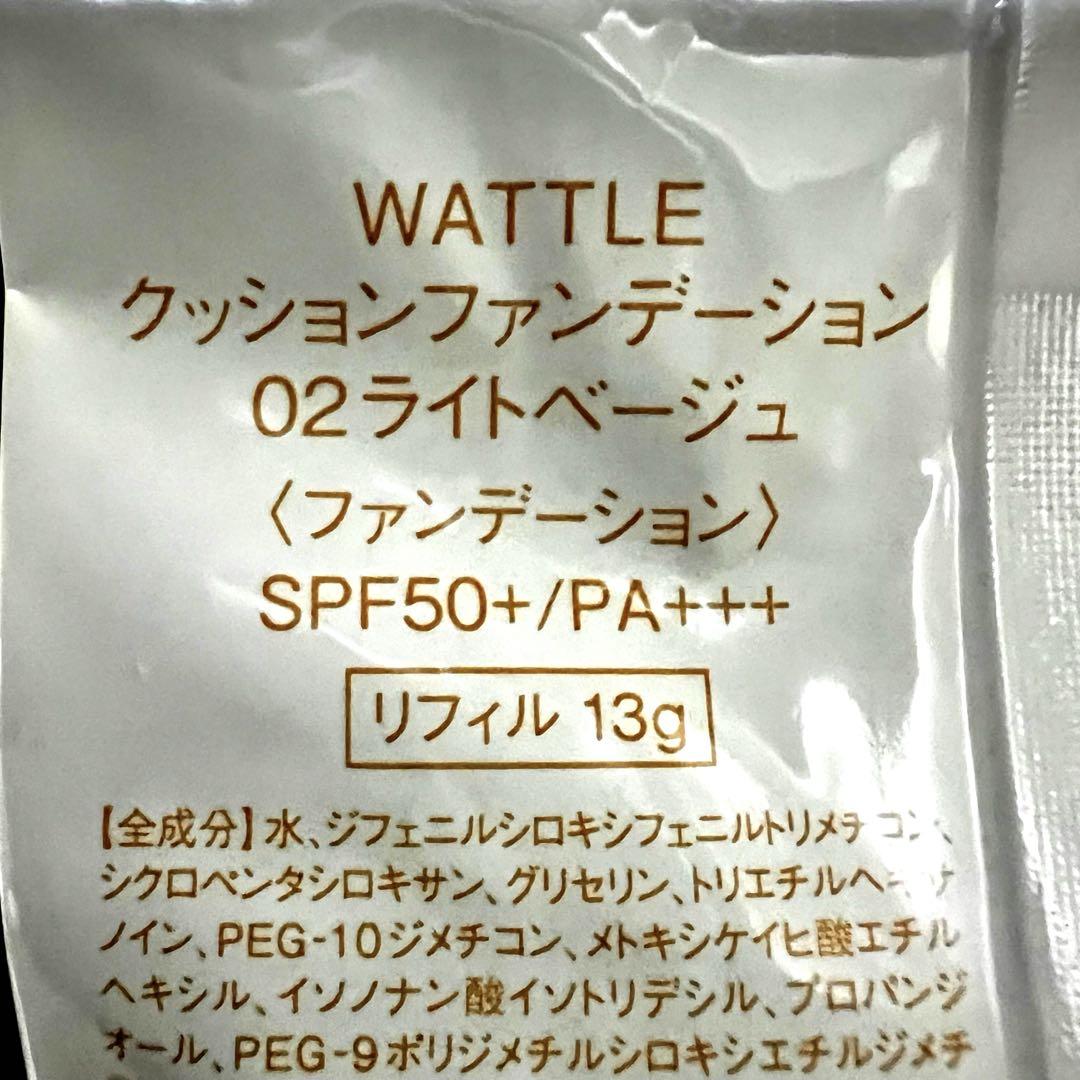 WATTLE
クッションファンデーション
02ライトベージュ
〈ファンデーション〉
SPF50+/PA+++
リフィル 13g
【全成分】水、ジフェニルシロキシフェニルトリメチコン、
シクロペンタシロキサン、グリセリン、トリエチルヘキサ
ノイン、PEG-10ジメチコン、メトキシケイヒ酸エチル
ヘキシル、イソノナン酸イソトリデシル、プロパンジ
オール、PEG-9ポリジメチルシロキシエチルジメチ